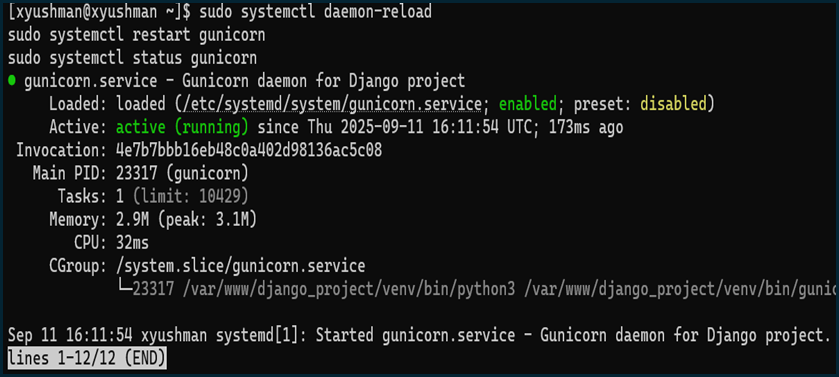 [xyushman@xyushman ~]$ sudo systemctl daemon-reload
sudo systemctl restart gunicorn
sudo systemctl status gunicorn
● gunicorn.service - Gunicorn daemon for Django project
Loaded: loaded (/etc/systemd/system/gunicorn.service; enabled; preset: disabled)
Active: active (running) since Thu 2025-09-11 16:11:54 UTC; 173ms ago
Invocation: 4e7b7bbb16eb48c0a402d98136ac5c08
Main PID: 23317 (gunicorn)
Tasks: 1 (limit: 10429)
Memory: 2.9M (peak: 3.1M)
CPU: 32ms
CGroup: /system.slice/gunicorn.service
└─23317 /var/www/django_project/venv/bin/python3 /var/www/django_project/venv/bin/gunic
Sep 11 16:11:54 xyushman systemd[1]: Started gunicorn.service - Gunicorn daemon for Django project.
lines 1-12/12 (END)